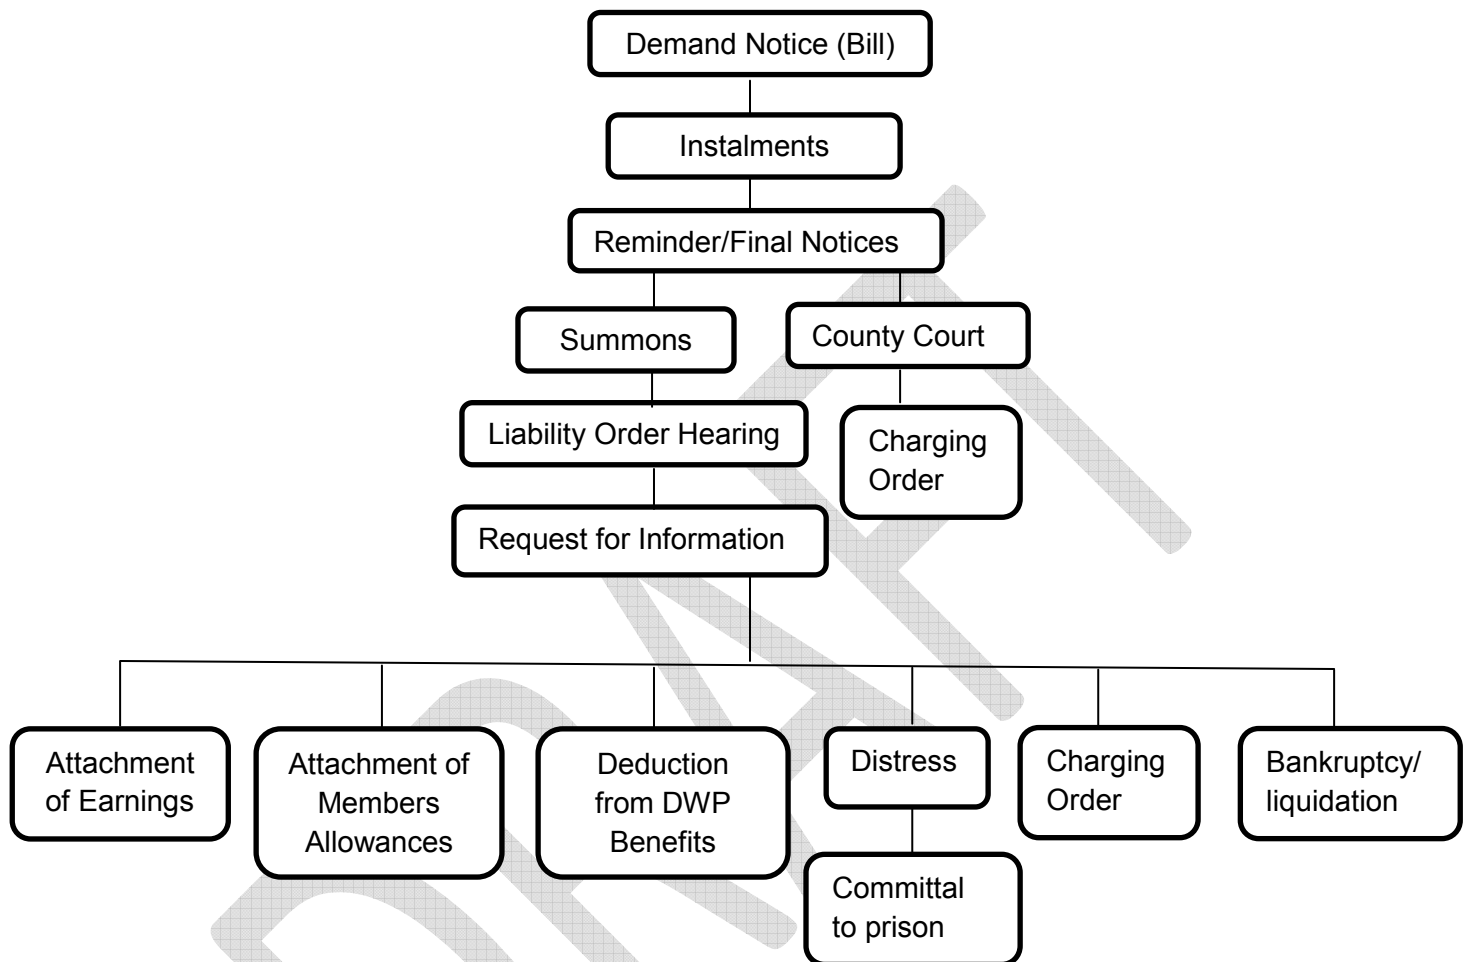 Demand Notice (Bill)
Instalments
Reminder/Final Notices
Summons
County Court
Liability Order Hearing
Charging
Order
Request for Information
Attachment
of Earnings
Attachment of
Members
Allowances
Deduction
from DWP
Benefits
Distress
Charging
Order
Bankruptcy/
liquidation
Committal
to prison
DRAFT